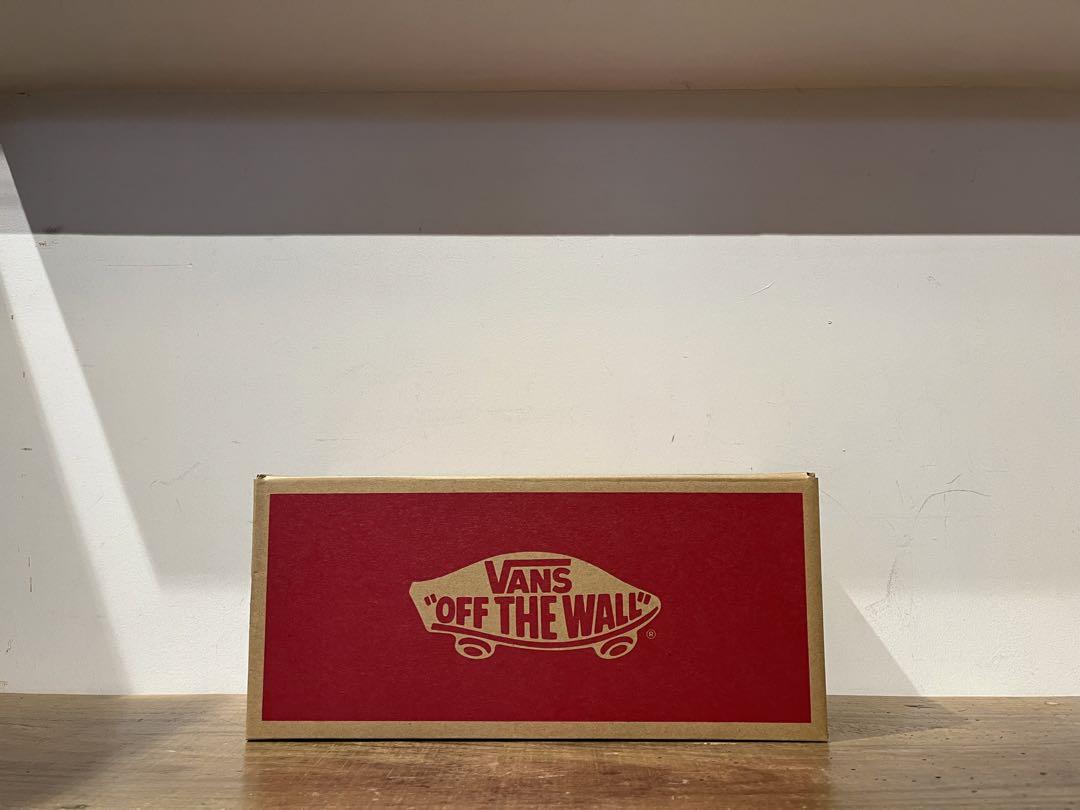 VANS
"OFF THE WALL"
®